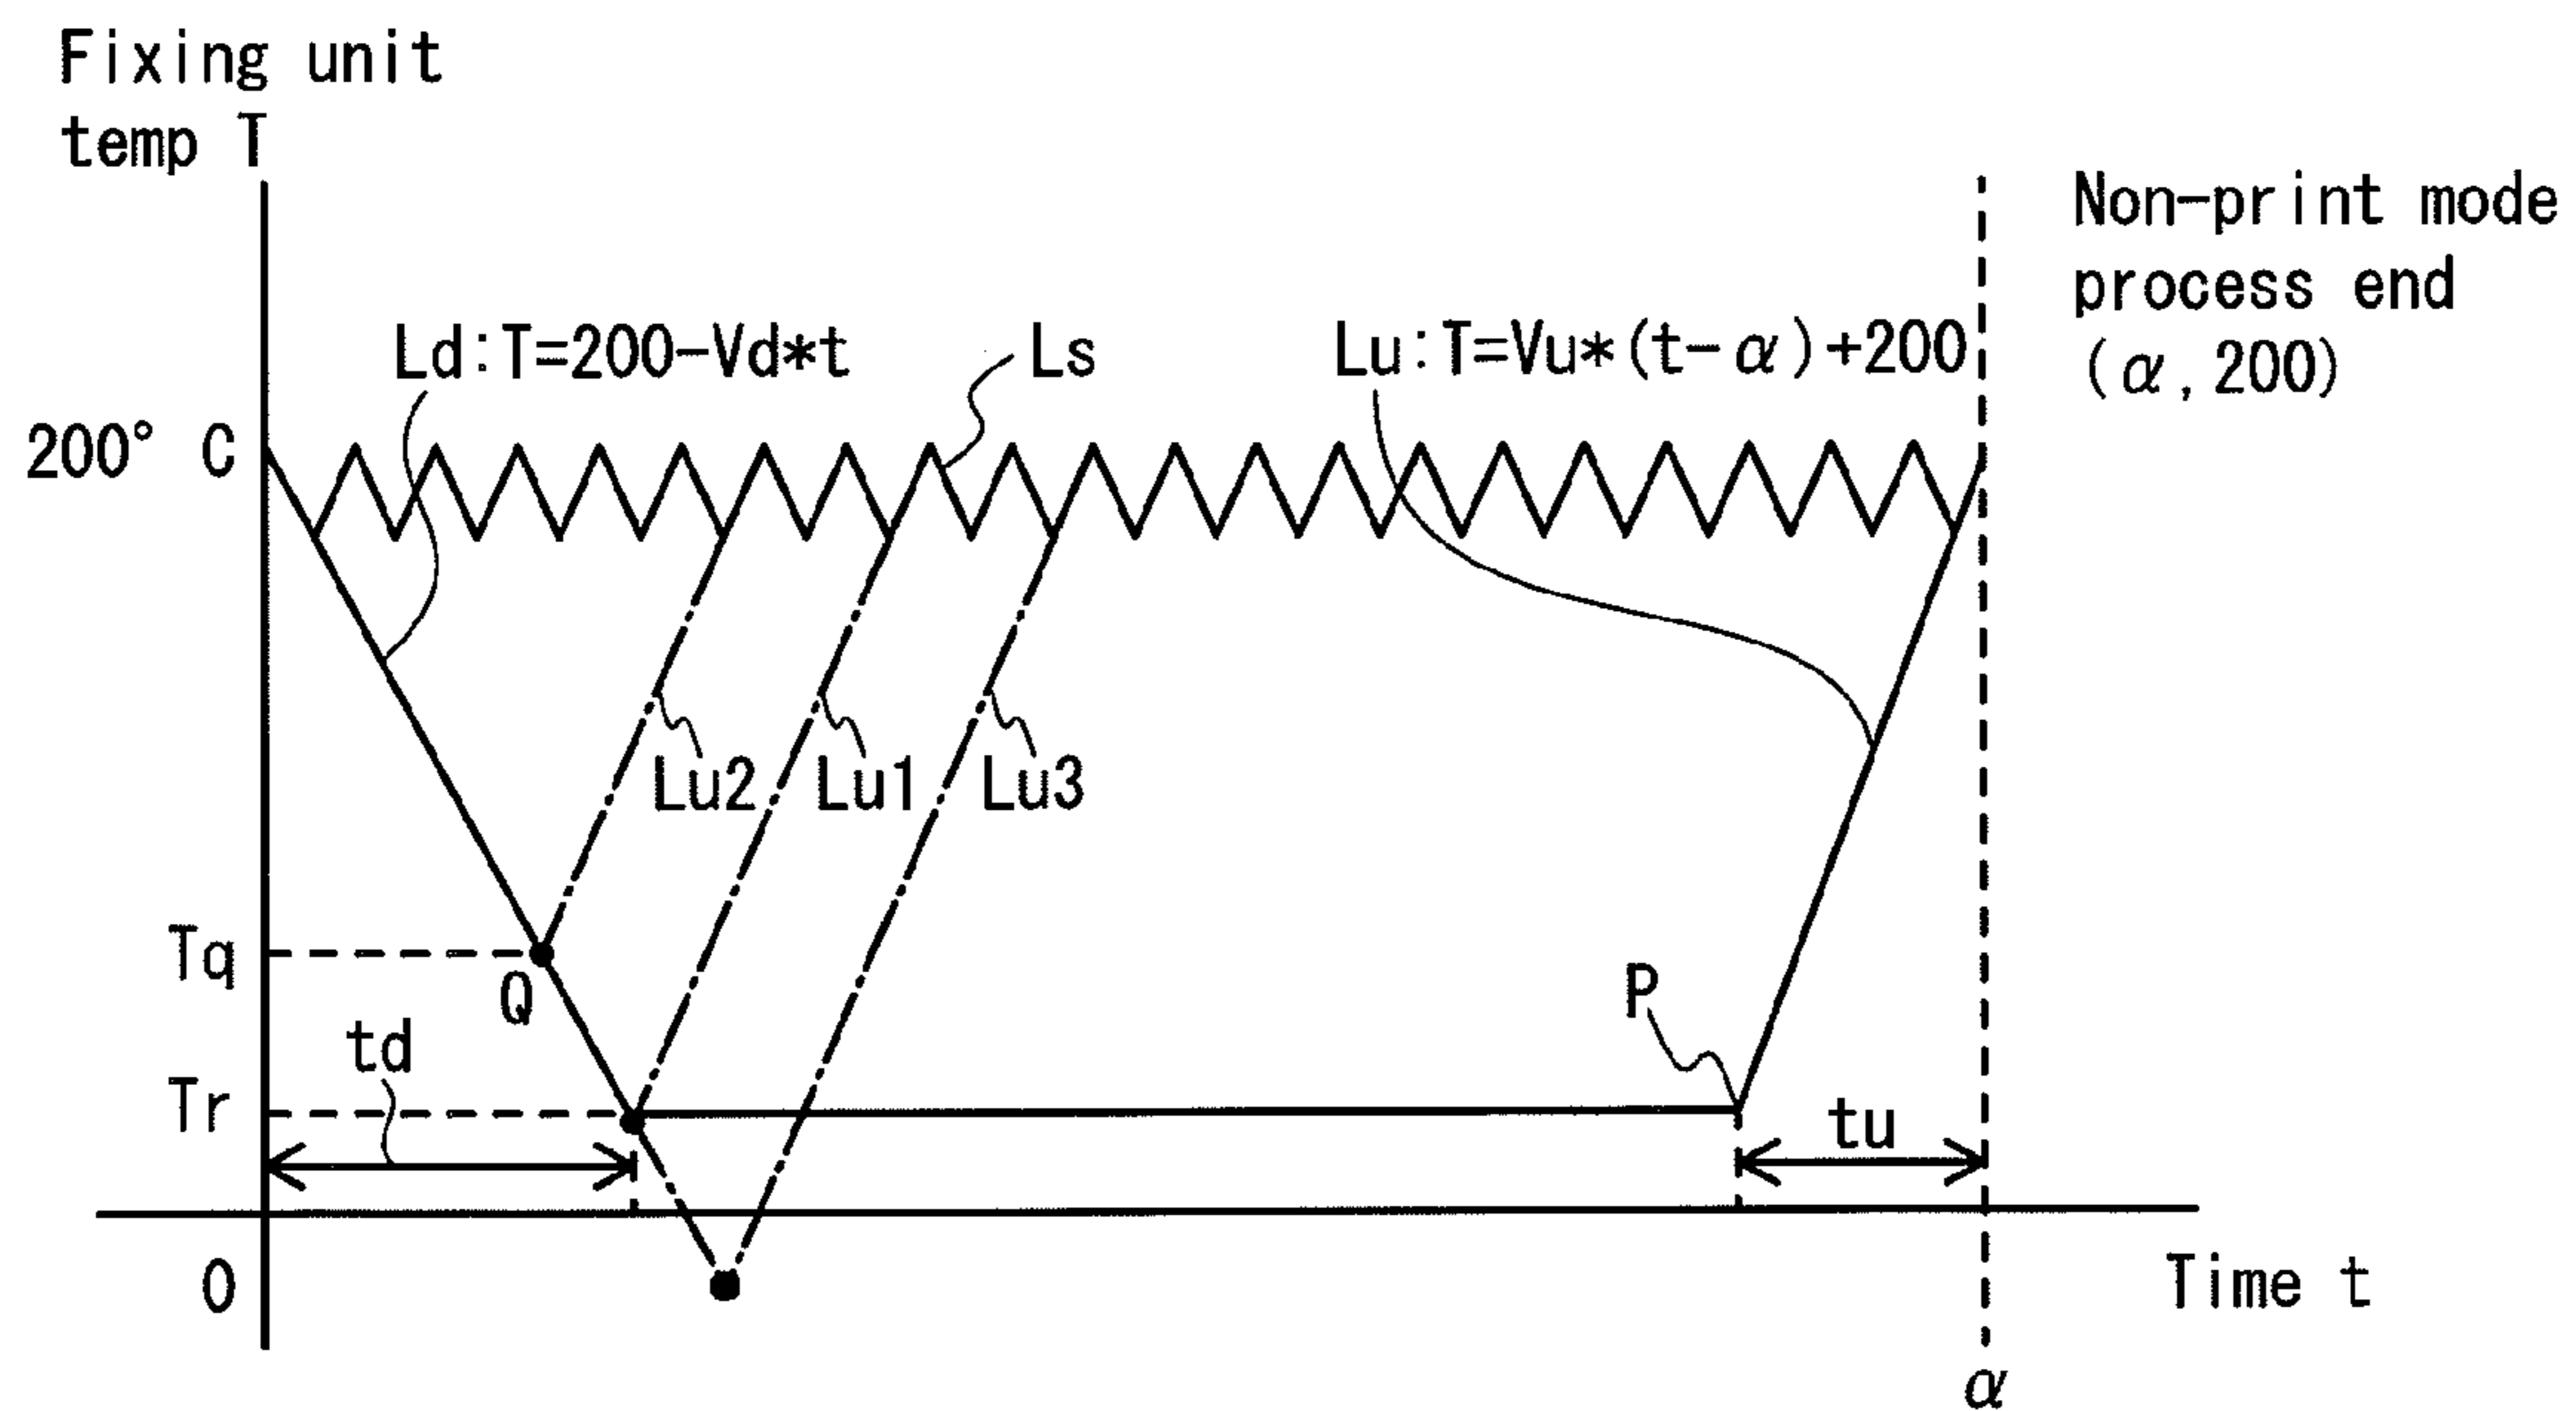 Fixing unit
temp T
Non-print mode
process end
(α, 200)
Ld:T=200-Vd*t
Ls
Lu:T=Vu*(t-α)+200
200° C
Lu2
Lu1
Lu3
Tq
Q
P
td
Tr
tu
0
Time t
α